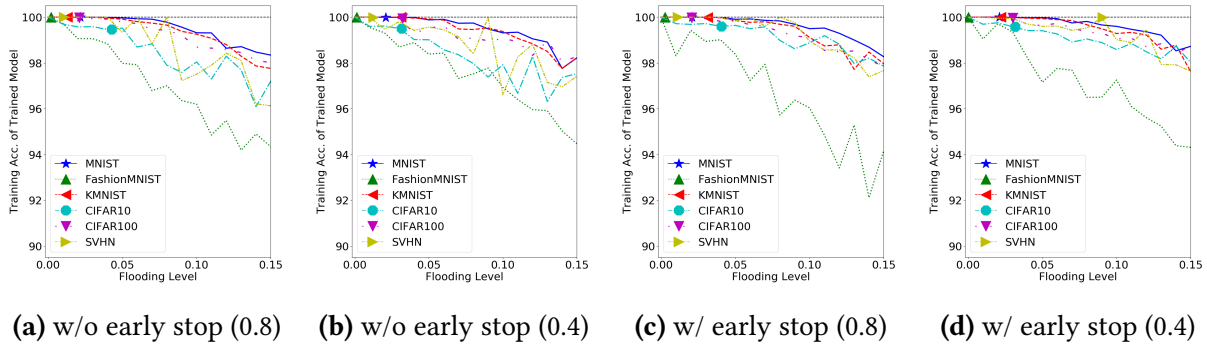 100
98
96
94
92
90
Training Acc. of Trained Model
MNIST
FashionMNIST
KMNIST
CIFAR10
CIFAR100
SVHN
0.00 0.05 0.10 0.15
Flooding Level
(a) w/o early stop (0.8)
100
98
96
94
92
90
Training Acc. of Trained Model
MNIST
FashionMNIST
KMNIST
CIFAR10
CIFAR100
SVHN
0.00 0.05 0.10 0.15
Flooding Level
(b) w/o early stop (0.4)
100
98
96
94
92
90
Training Acc. of Trained Model
MNIST
FashionMNIST
KMNIST
CIFAR10
CIFAR100
SVHN
0.00 0.05 0.10 0.15
Flooding Level
(c) w/ early stop (0.8)
100
98
96
94
92
90
Training Acc. of Trained Model
MNIST
FashionMNIST
KMNIST
CIFAR10
CIFAR100
SVHN
0.00 0.05 0.10 0.15
Flooding Level
(d) w/ early stop (0.4)